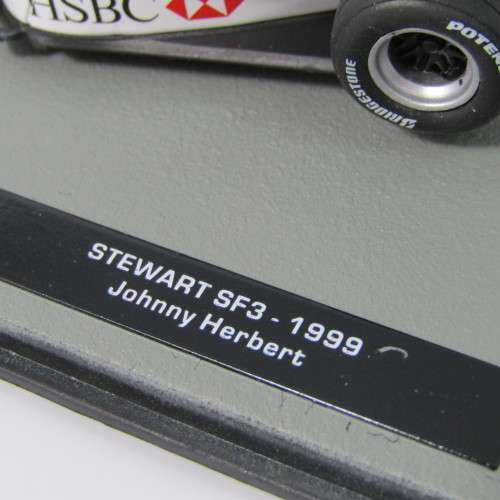 HSBC
POTEN
BRIDGESTONE
STEWART SF3 - 1999
Johnny Herbert